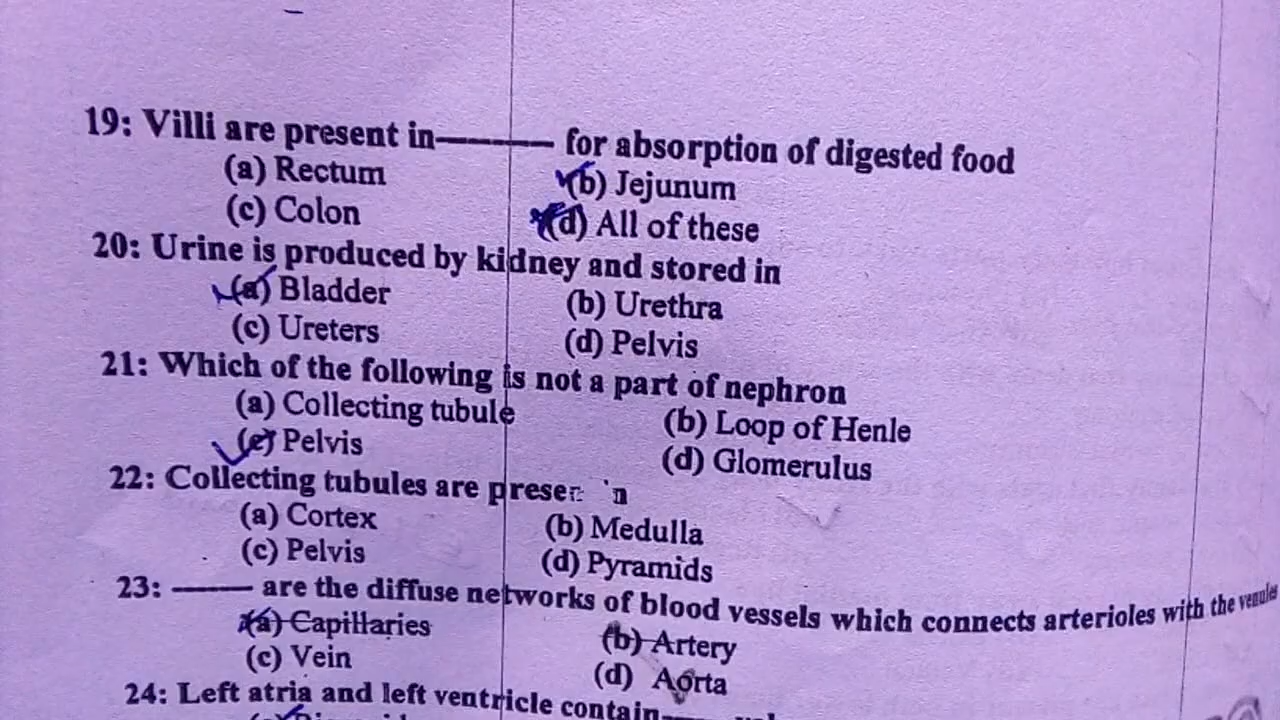 19: Villi are present in——— for absorption of digested food
(a) Rectum (b) Jejunum
(c) Colon (d) All of these
20: Urine is produced by kidney and stored in
(a) Bladder (b) Urethra
(c) Ureters (d) Pelvis
21: Which of the following is not a part of nephron
(a) Collecting tubule (b) Loop of Henle
(c) Pelvis (d) Glomerulus
22: Collecting tubules are present in
(a) Cortex (b) Medulla
(c) Pelvis (d) Pyramids
23: ——— are the diffuse networks of blood vessels which connects arterioles with the venules
(a) Capillaries (b) Artery
(c) Vein (d) Aorta
24: Left atria and left ventricle contain